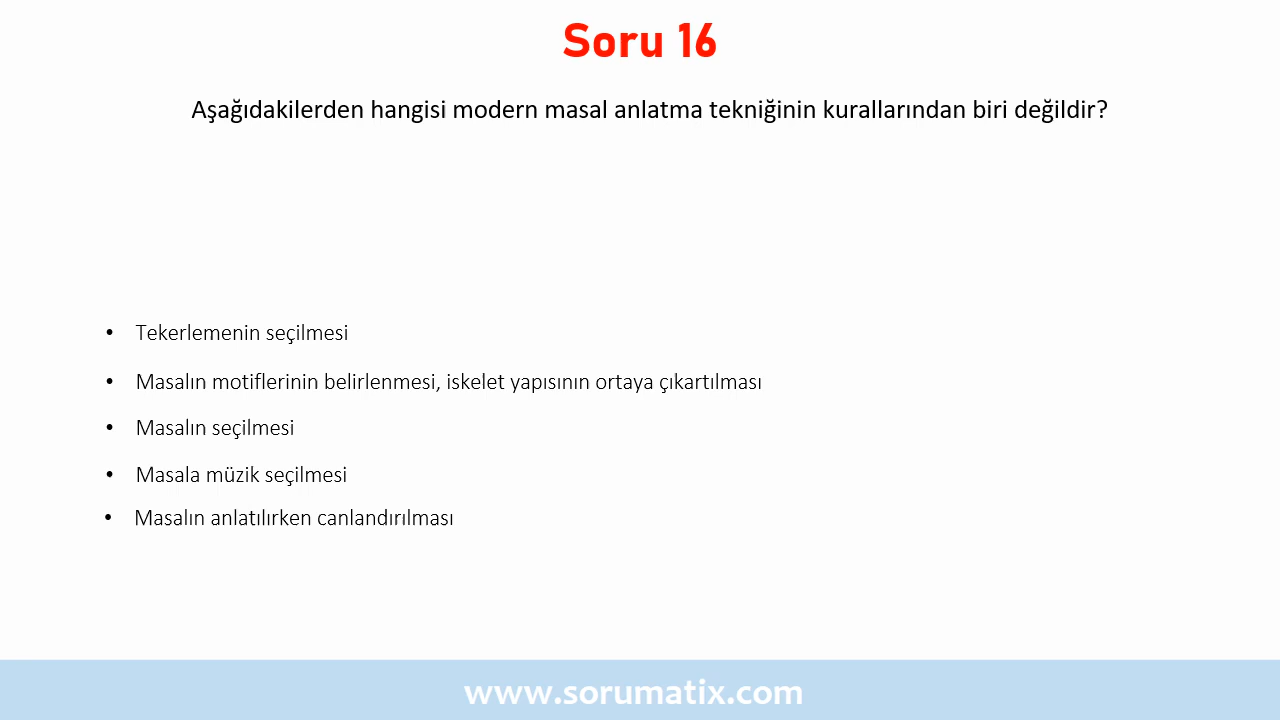 Soru 16
Aşağıdakilerden hangisi modern masal anlatma tekniğinin kurallarından biri değildir?
• Tekerlemenin seçilmesi
• Masalın motiflerinin belirlenmesi, iskelet yapısının ortaya çıkartılması
• Masalın seçilmesi
• Masala müzik seçilmesi
• Masalın anlatılırken canlandırılması
www.sorumatix.com